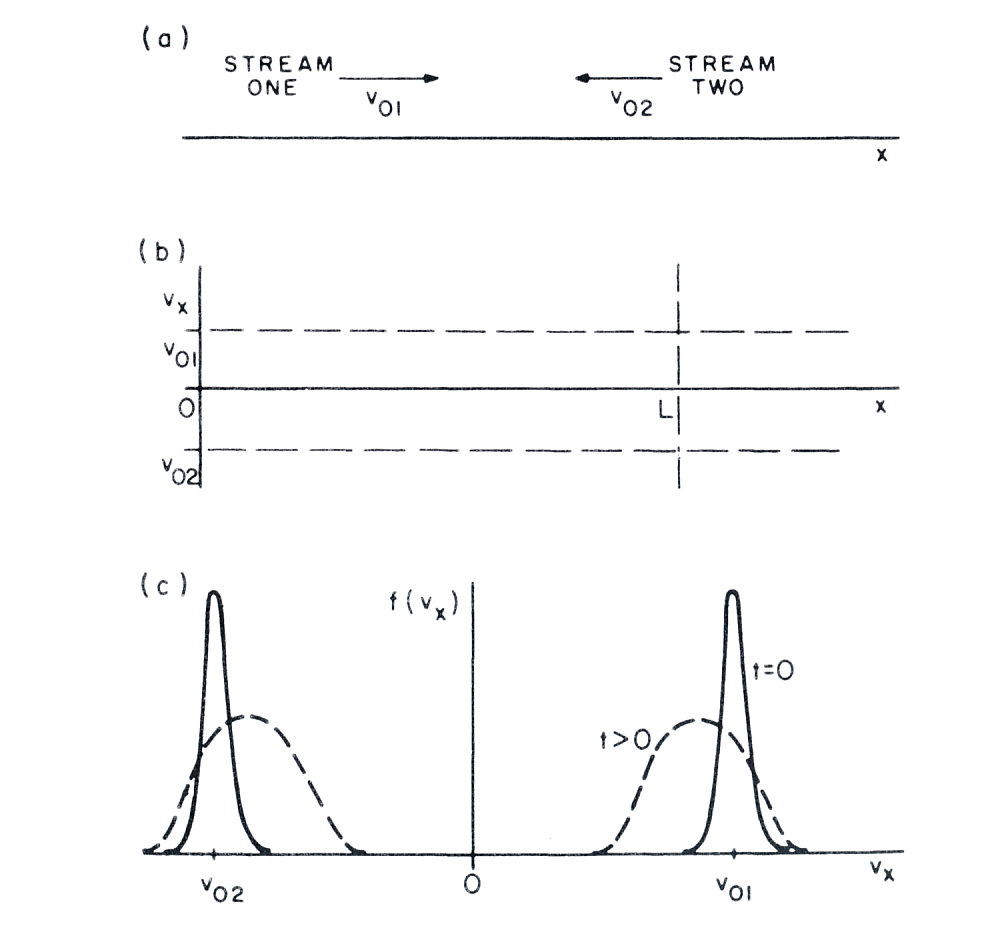 (a)
STREAM ONE
v01
STREAM TWO
v02
x
(b)
vx
v01
0
L
x
v02
(c)
f(vx)
t=0
t>0
v02
0
v01
vx